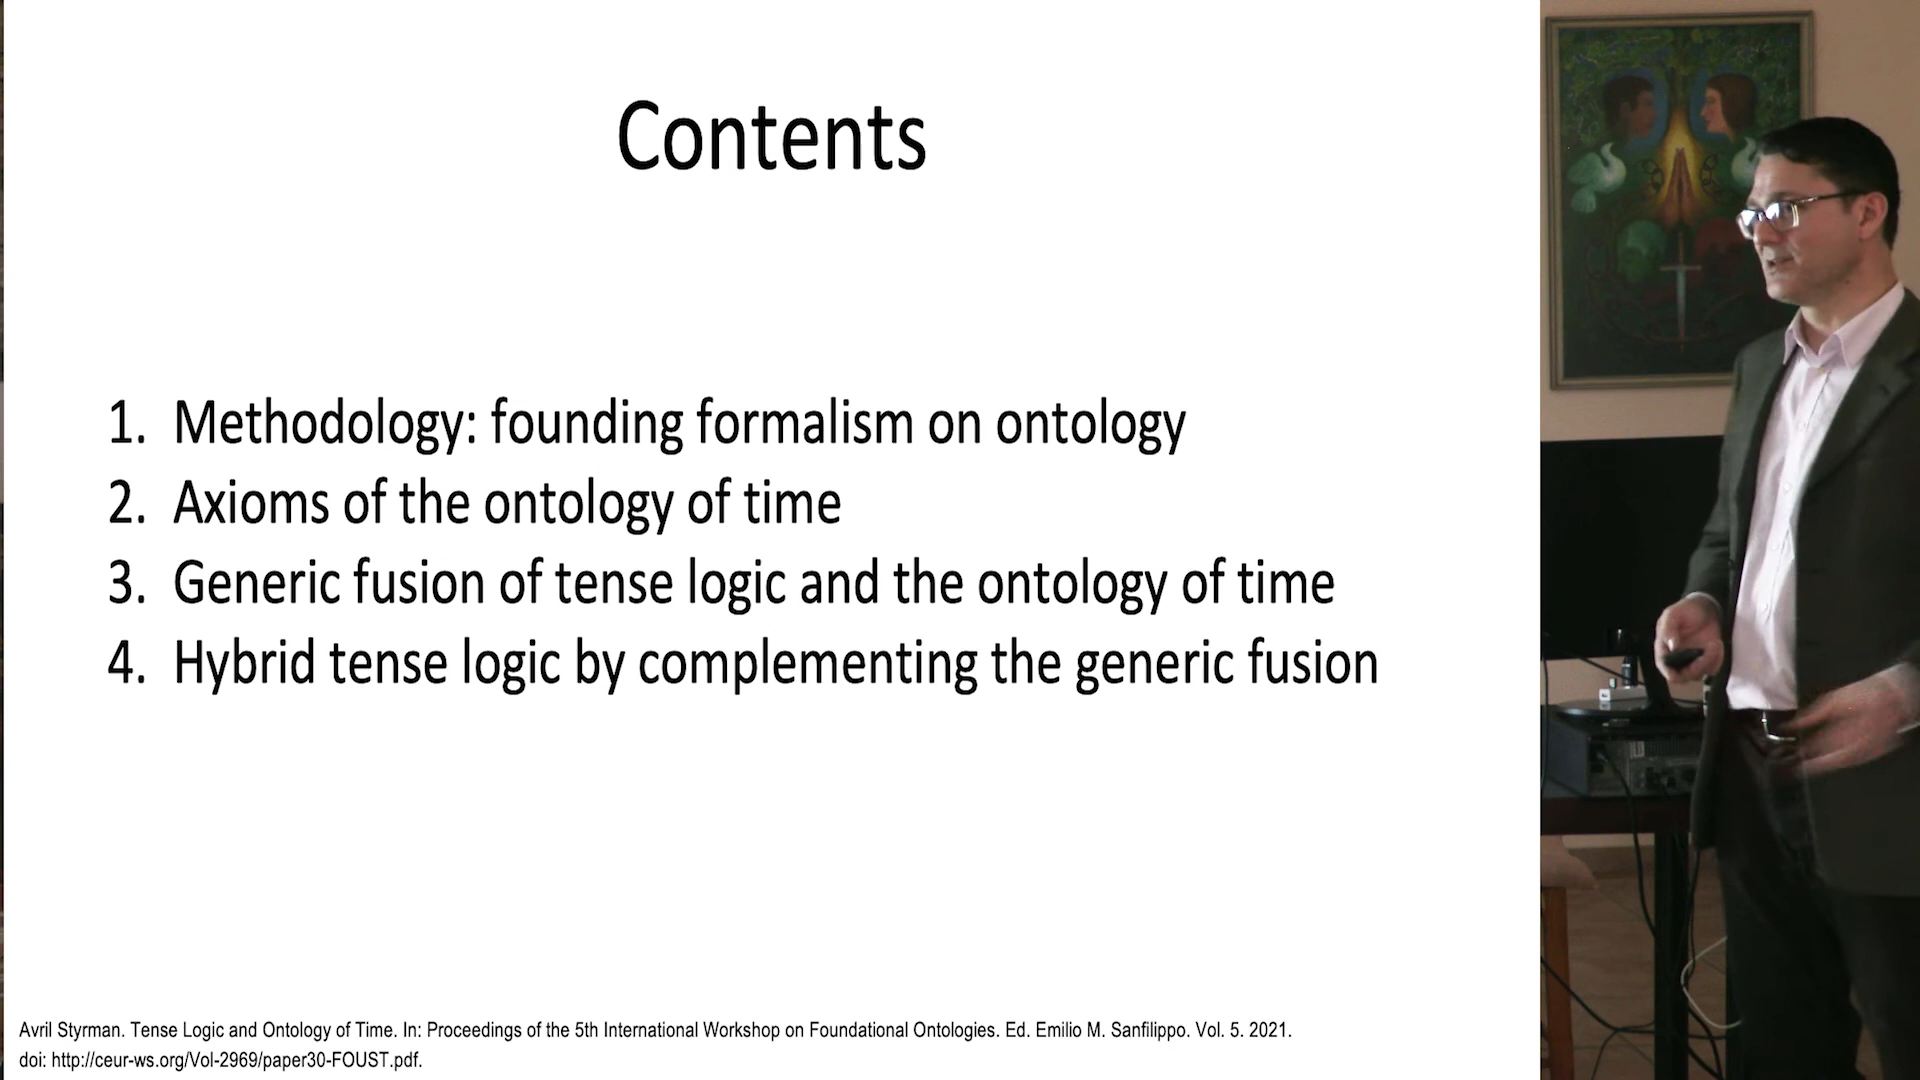 Contents
1. Methodology: founding formalism on ontology
2. Axioms of the ontology of time
3. Generic fusion of tense logic and the ontology of time
4. Hybrid tense logic by complementing the generic fusion
Avril Styrman. Tense Logic and Ontology of Time. In: Proceedings of the 5th International Workshop on Foundational Ontologies. Ed. Emilio M. Sanfilippo. Vol. 5. 2021.
doi: http://ceur-ws.org/Vol-2969/paper30-FOUST.pdf.